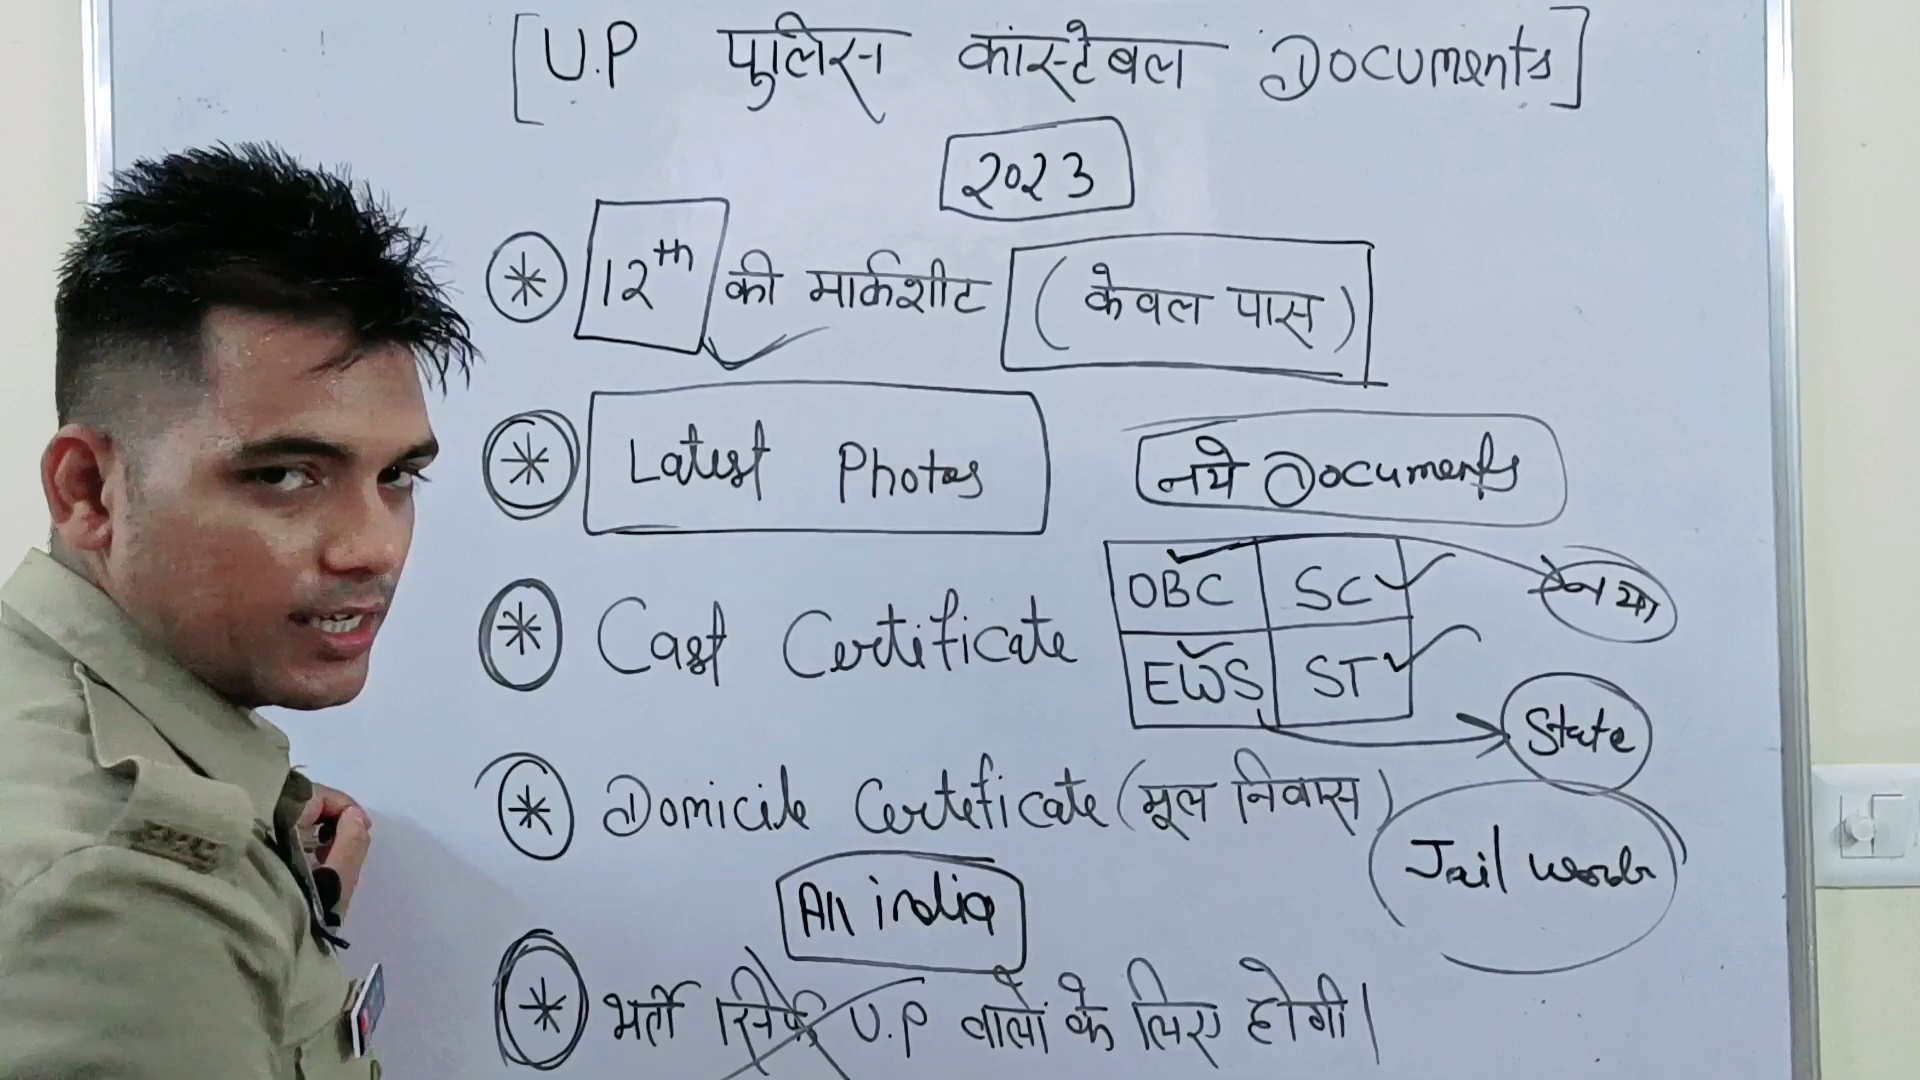 [U.P पुलिस कांस्टेबल Documents]
2023
* 12th की मार्कशीट (केवल पास)
* Latest Photos
नये Documents
* Cast Certificate
OBC SC
नया
EWS ST
State
* Domicile Certeficate (मूल निवास)
Jail
All india
* भर्ती सिर्फ U.P वालों के लिए होगी।